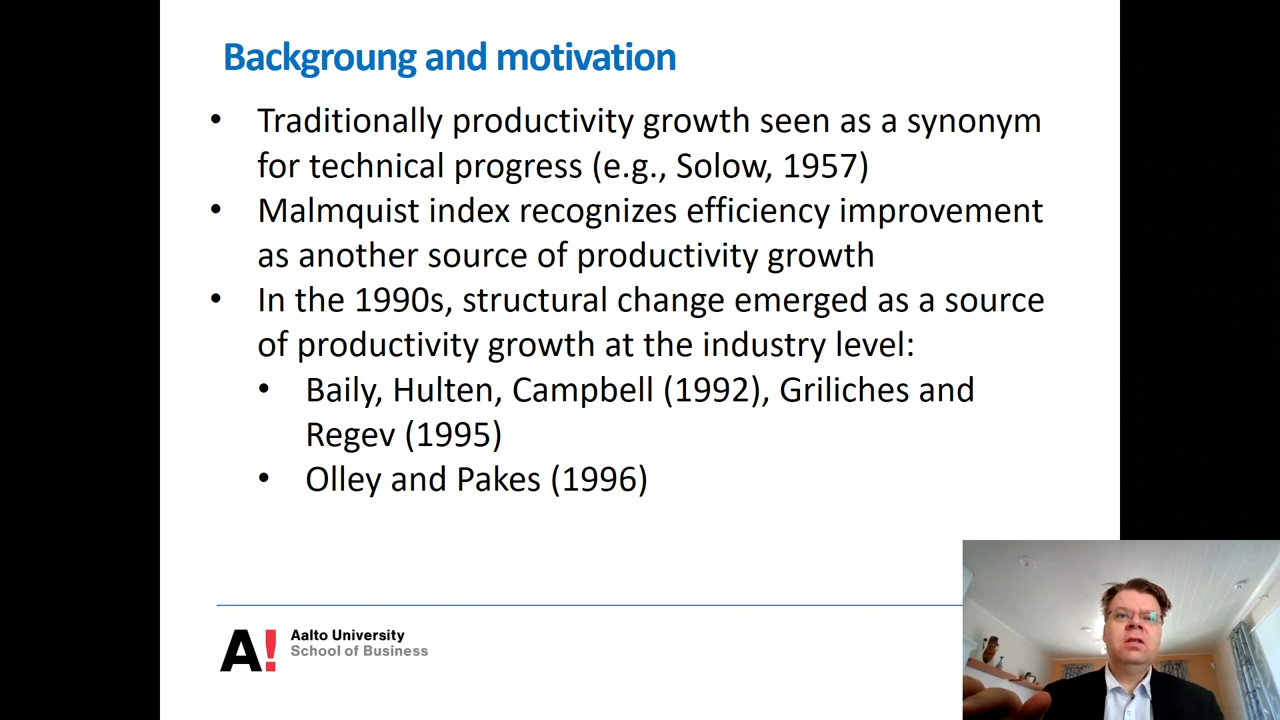 Backgroung and motivation
• Traditionally productivity growth seen as a synonym
for technical progress (e.g., Solow, 1957)
• Malmquist index recognizes efficiency improvement
as another source of productivity growth
• In the 1990s, structural change emerged as a source
of productivity growth at the industry level:
• Baily, Hulten, Campbell (1992), Griliches and
Regev (1995)
• Olley and Pakes (1996)
A!
Aalto University
School of Business